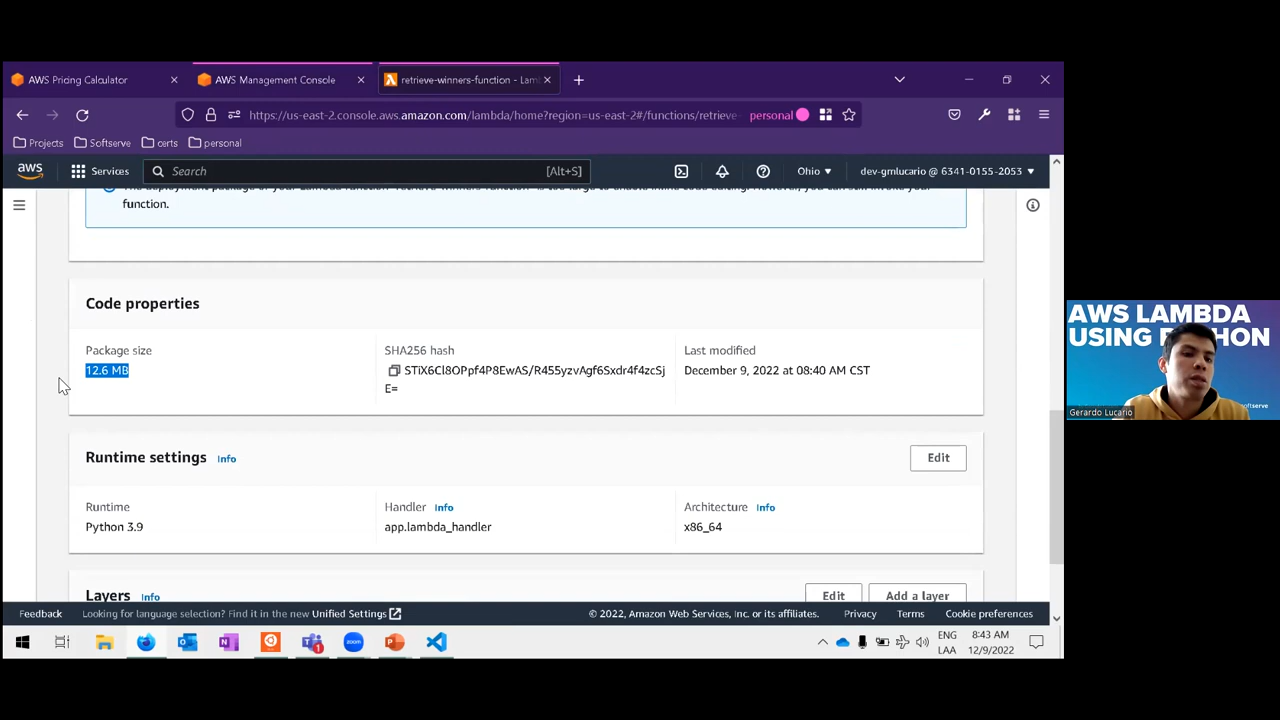 AWS Pricing Calculator
AWS Management Console
retrieve-winners-function - Lam
https://us-east-2.console.aws.amazon.com/lambda/home?region=us-east-2#/functions/retrieve-
personal
Projects
Softserve
certs
personal
aws
Services
Search
[Alt+S]
Ohio
dev-gmlucario @ 6341-0155-2053
function.
Code properties
Package size
12.6 MB
SHA256 hash
STiX6Cl8OPpf4P8EwAS/R455yzvAgf6Sxdr4f4zcSj
E=
Last modified
December 9, 2022 at 08:40 AM CST
Runtime settings
Info
Edit
Runtime
Python 3.9
Handler Info
app.lambda_handler
Architecture Info
x86_64
Layers Info
Edit
Add a layer
Feedback
Looking for language selection? Find it in the new Unified Settings
© 2022, Amazon Web Services, Inc. or its affiliates.
Privacy
Terms
Cookie preferences
ENG
LAA
8:43 AM
12/9/2022
AWS LAMBDA
USING PYTHON
softserve
Gerardo Lucario